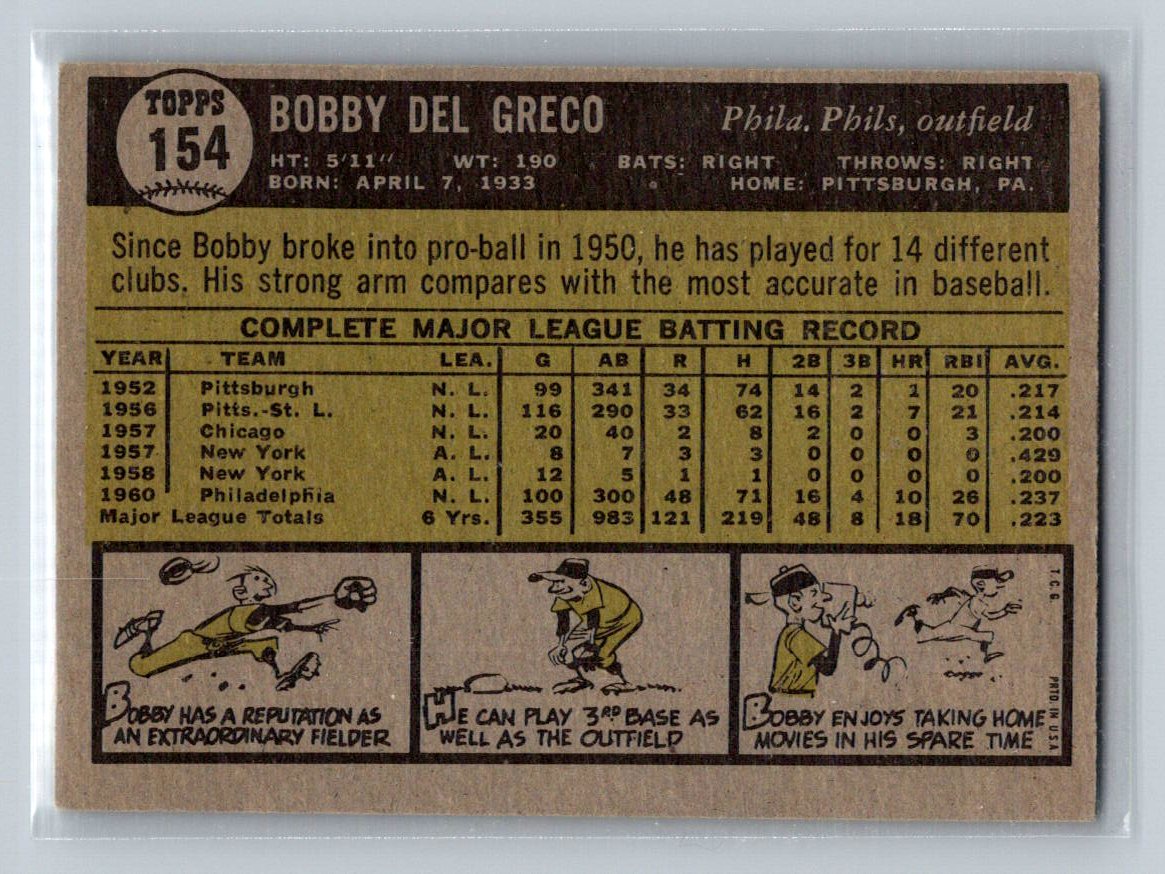 TOPPS
154
BOBBY DEL GRECO
Phila. Phils, outfield
HT: 5'11" WT: 190 BATS: RIGHT THROWS: RIGHT
BORN: APRIL 7, 1933 HOME: PITTSBURGH, PA.
Since Bobby broke into pro-ball in 1950, he has played for 14 different
clubs. His strong arm compares with the most accurate in baseball.
COMPLETE MAJOR LEAGUE BATTING RECORD
YEAR TEAM LEA. G AB R H 2B 3B HR RBI AVG.
1952 Pittsburgh N. L. 99 341 34 74 14 2 1 20 .217
1956 Pitts.-St. L. N. L. 116 290 33 62 16 2 7 21 .214
1957 Chicago N. L. 20 40 2 8 2 0 0 3 .200
1957 New York A. L. 8 7 3 3 0 0 0 0 .429
1958 New York A. L. 12 5 1 1 0 0 0 0 .200
1960 Philadelphia N. L. 100 300 48 71 16 4 10 26 .237
Major League Totals 6 Yrs. 355 983 121 219 48 8 18 70 .223
BOBBY HAS A REPUTATION AS
AN EXTRAORDINARY FIELDER
HE CAN PLAY 3RD BASE AS
WELL AS THE OUTFIELD
BOBBY ENJOYS TAKING HOME
MOVIES IN HIS SPARE TIME
T.C.G. PRTD. IN U.S.A.